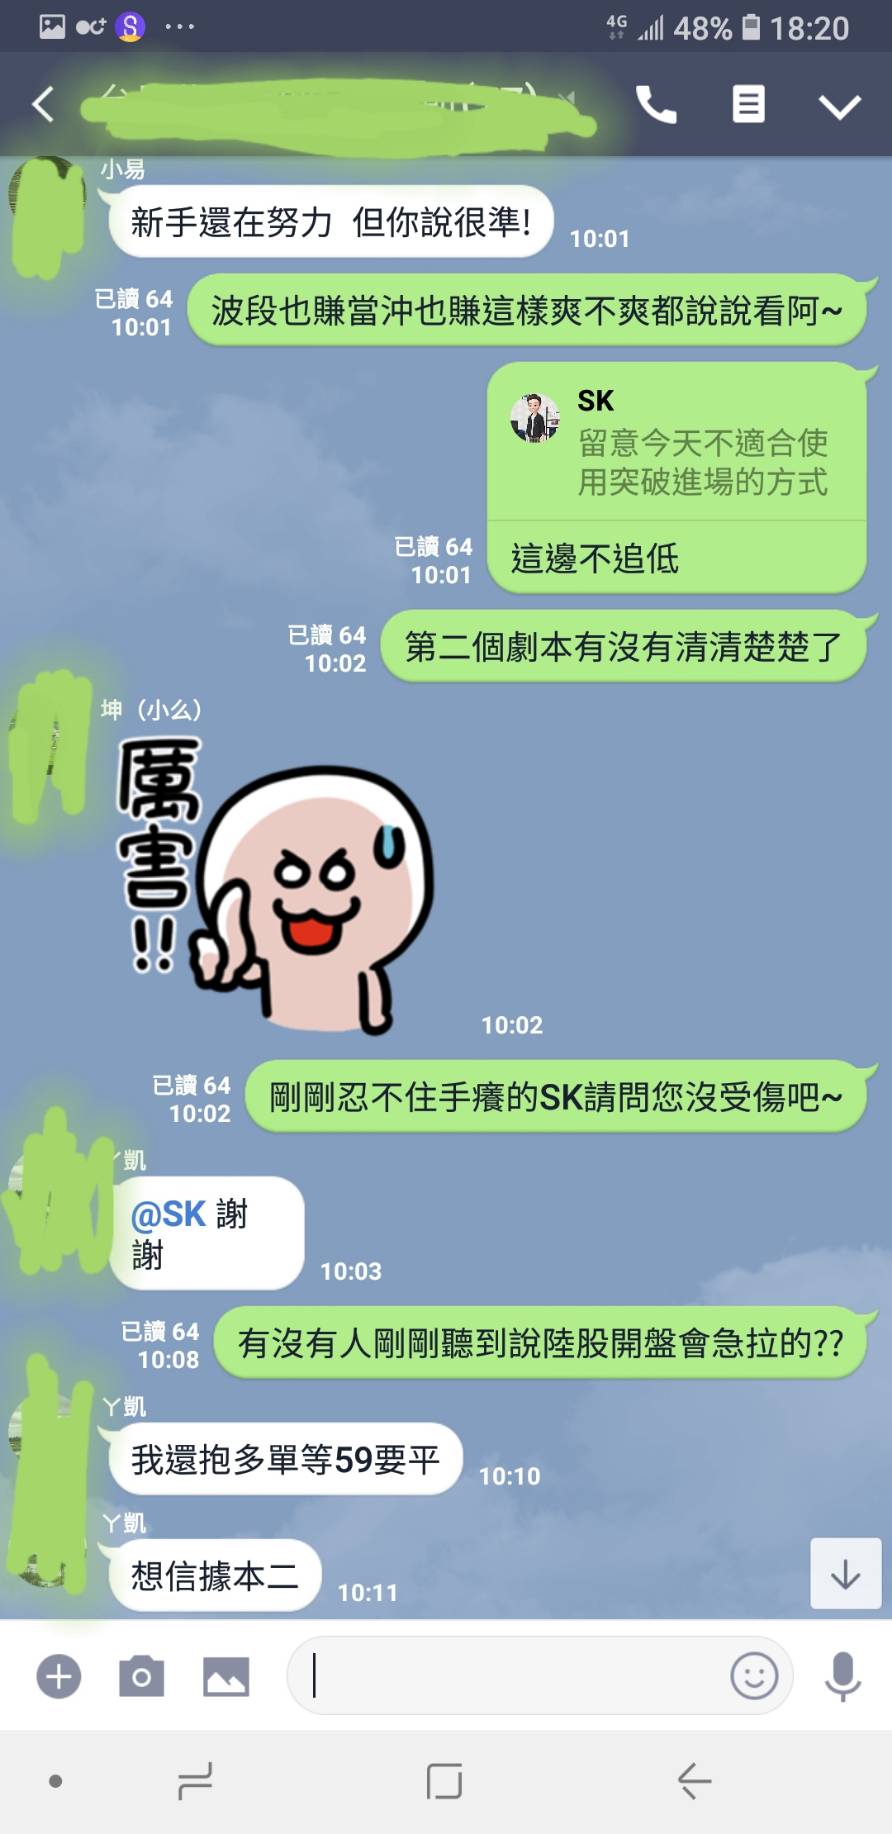 4G 48% 18:20
小易
新手還在努力 但你說很準!
10:01
已讀 64
10:01
波段也賺當沖也賺這樣爽不爽都說說看阿~
SK
留意今天不適合使
用突破進場的方式
已讀 64
10:01
這邊不追低
已讀 64
10:02
第二個劇本有沒有清清楚楚了
坤（小么）
厲害!!
10:02
已讀 64
10:02
剛剛忍不住手癢的SK請問您沒受傷吧~
ㄚ凱
@SK 謝
謝
10:03
已讀 64
10:08
有沒有人剛剛聽到說陸股開盤會急拉的??
ㄚ凱
我還抱多單等59要平
10:10
ㄚ凱
想信據本二
10:11